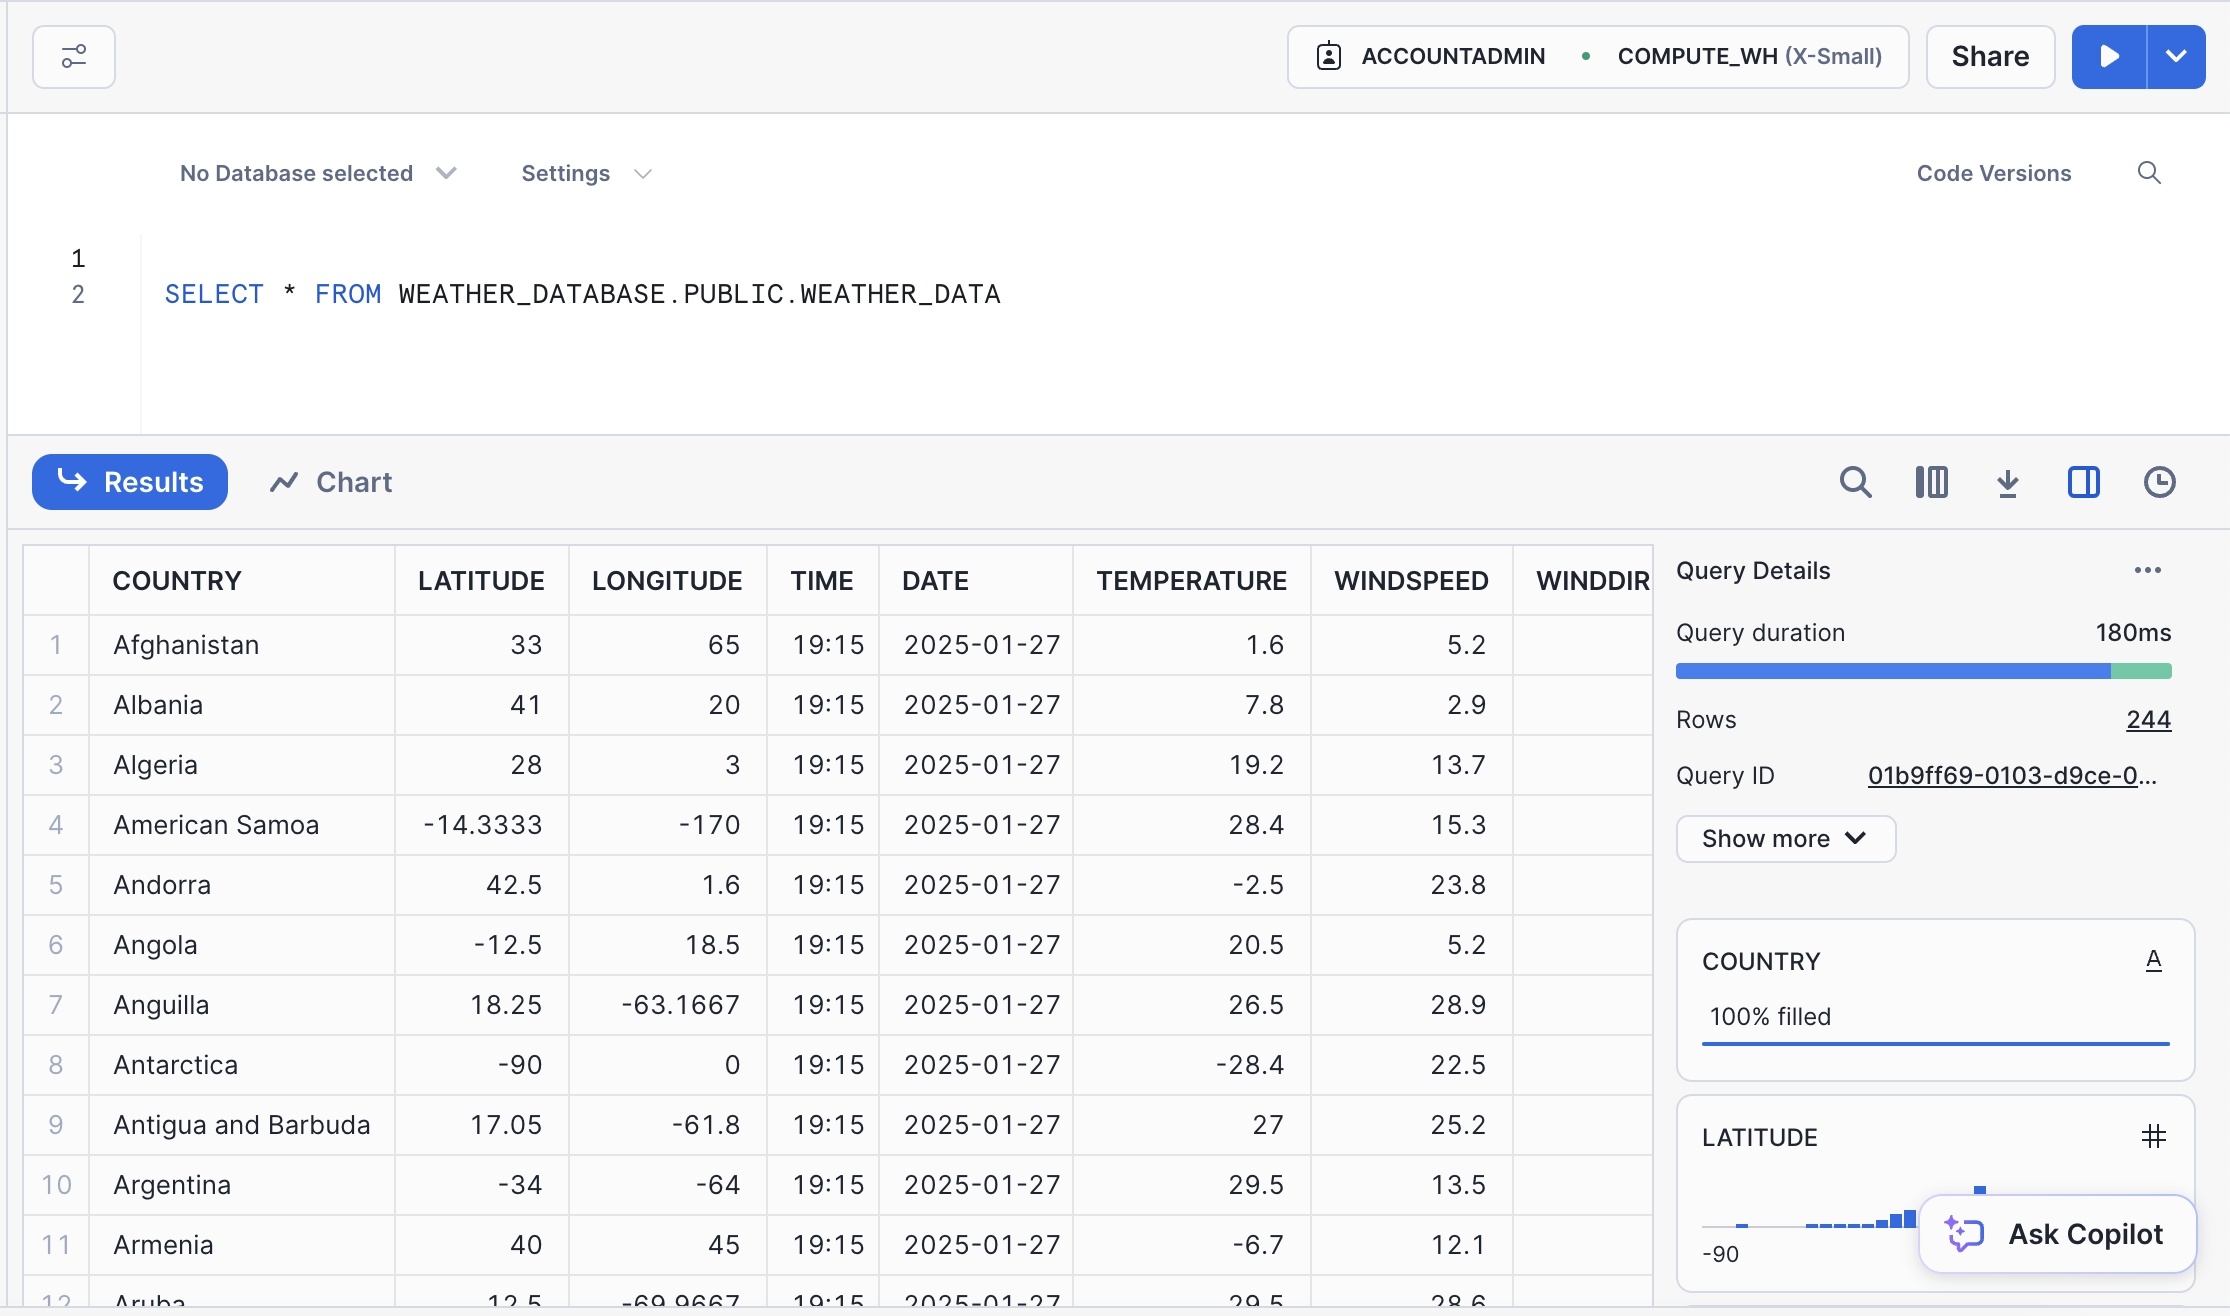 ACCOUNTADMIN • COMPUTE_WH (X-Small) Share
No Database selected Settings Code Versions
1
2 SELECT * FROM WEATHER_DATABASE.PUBLIC.WEATHER_DATA
Results Chart
COUNTRY LATITUDE LONGITUDE TIME DATE TEMPERATURE WINDSPEED WINDDIR
1 Afghanistan 33 65 19:15 2025-01-27 1.6 5.2
2 Albania 41 20 19:15 2025-01-27 7.8 2.9
3 Algeria 28 3 19:15 2025-01-27 19.2 13.7
4 American Samoa -14.3333 -170 19:15 2025-01-27 28.4 15.3
5 Andorra 42.5 1.6 19:15 2025-01-27 -2.5 23.8
6 Angola -12.5 18.5 19:15 2025-01-27 20.5 5.2
7 Anguilla 18.25 -63.1667 19:15 2025-01-27 26.5 28.9
8 Antarctica -90 0 19:15 2025-01-27 -28.4 22.5
9 Antigua and Barbuda 17.05 -61.8 19:15 2025-01-27 27 25.2
10 Argentina -34 -64 19:15 2025-01-27 29.5 13.5
11 Armenia 40 45 19:15 2025-01-27 -6.7 12.1
12 Aruba 12.5 -69.9667 19:15 2025-01-27 29.5 28.6
Query Details
Query duration 180ms
Rows 244
Query ID 01b9ff69-0103-d9ce-0...
Show more
COUNTRY A
100% filled
LATITUDE #
-90
Ask Copilot